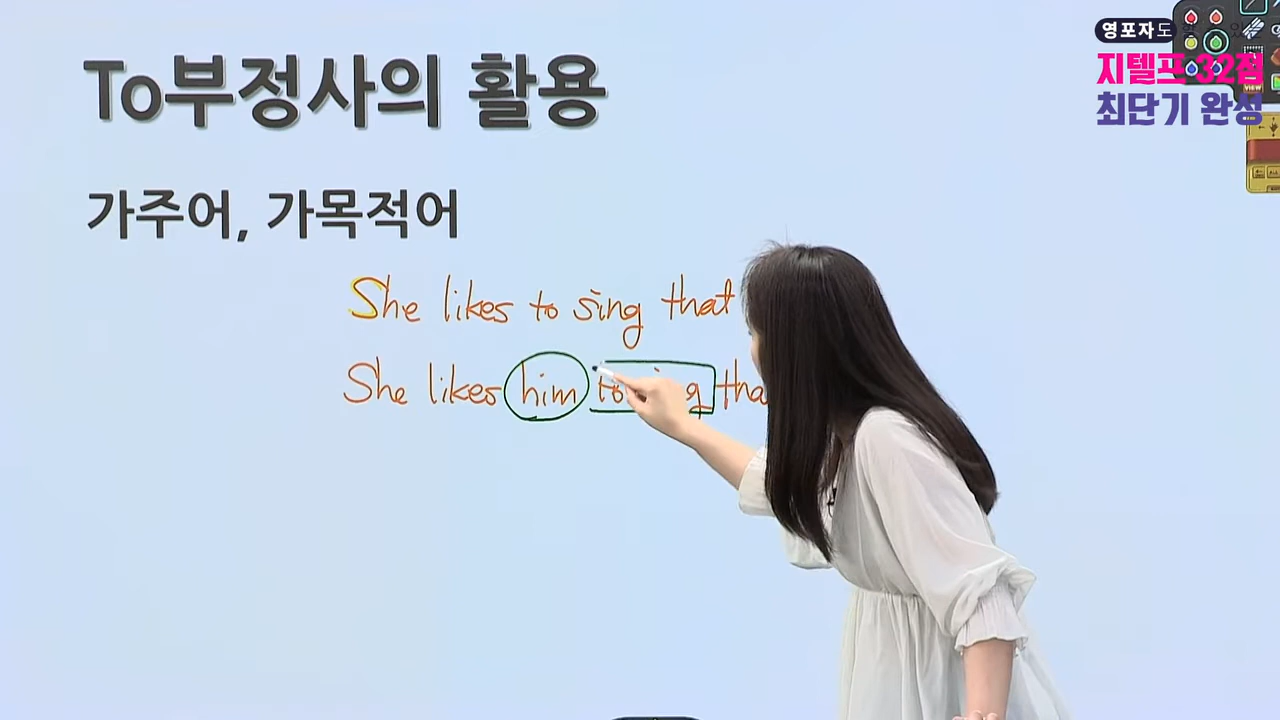 To부정사의 활용
영포자도
지텔프 32점
최단기 완성
가주어, 가목적어
She likes to sing that
She likes him to sing